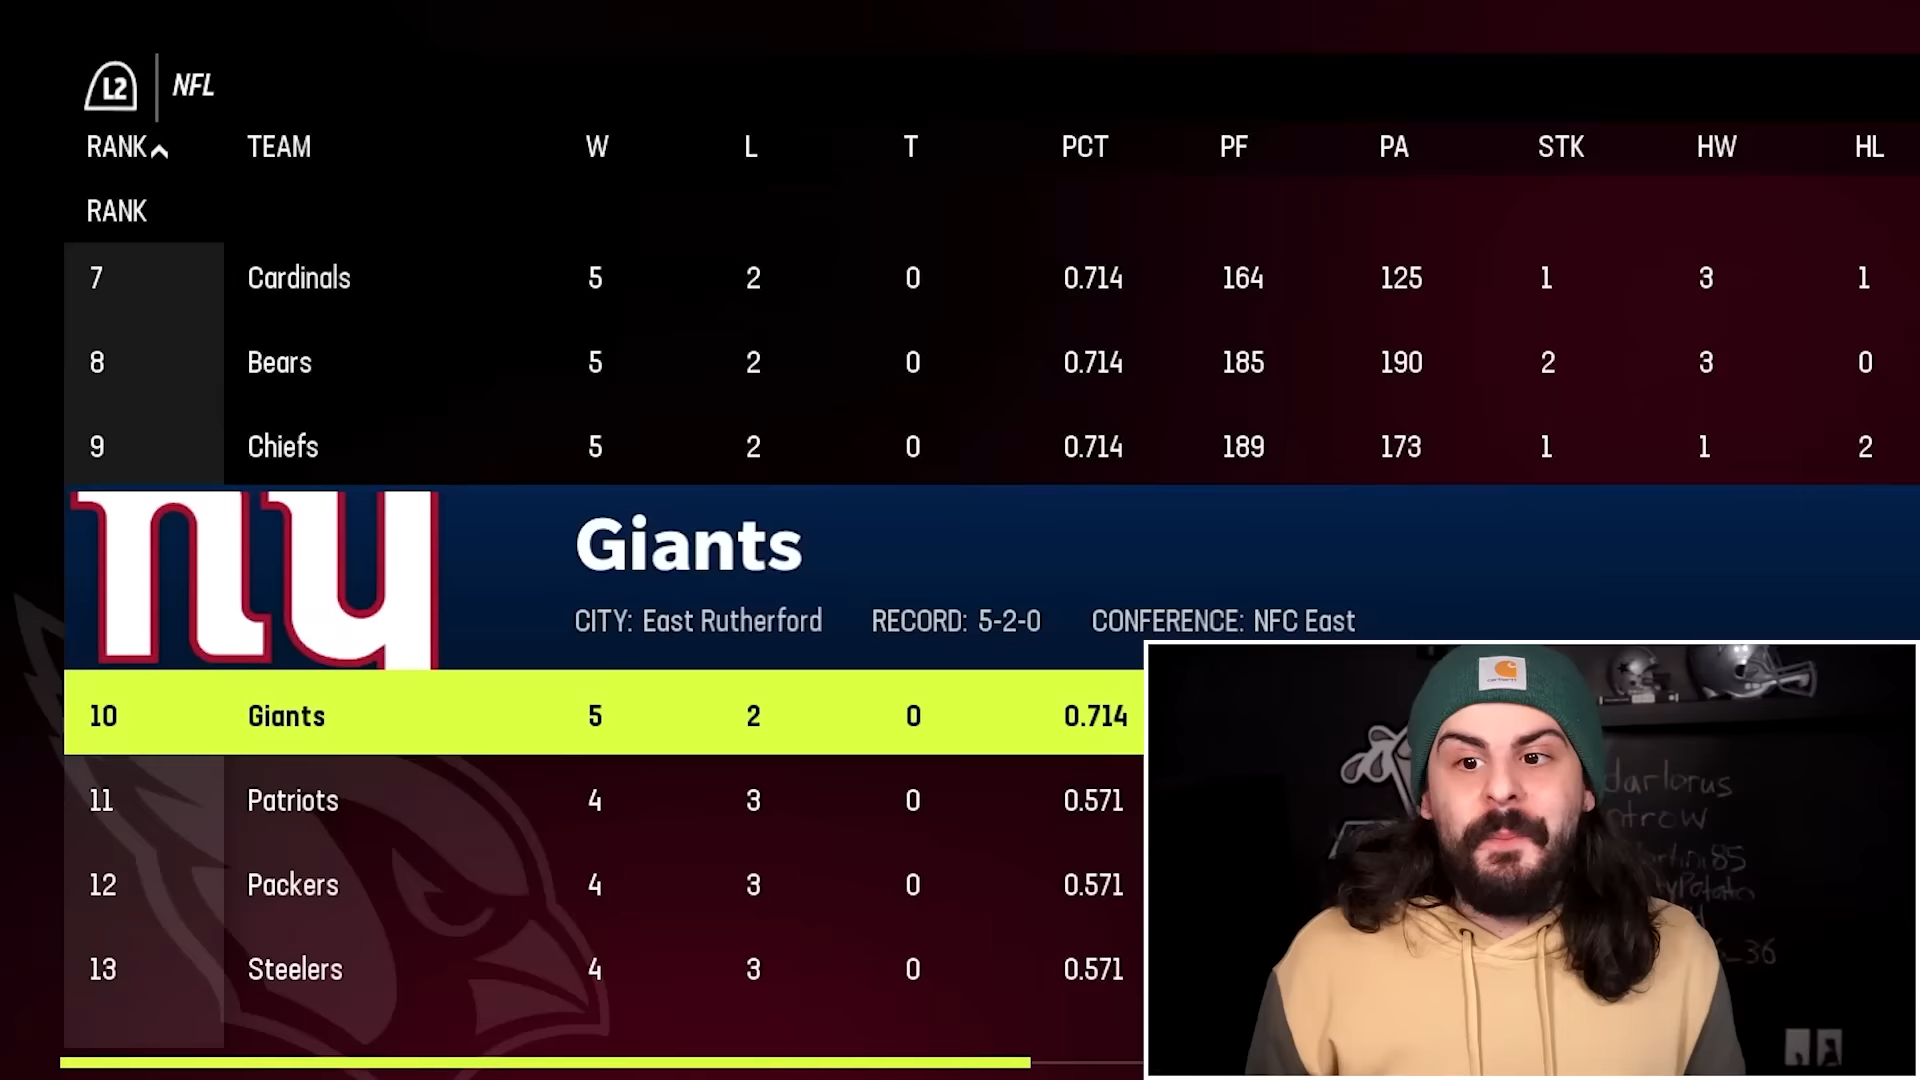 L2 NFL
RANK TEAM W L T PCT PF PA STK HW HL
RANK
7 Cardinals 5 2 0 0.714 164 125 1 3 1
8 Bears 5 2 0 0.714 185 190 2 3 0
9 Chiefs 5 2 0 0.714 189 173 1 1 2
ny
Giants
CITY: East Rutherford RECORD: 5-2-0 CONFERENCE: NFC East
10 Giants 5 2 0 0.714
11 Patriots 4 3 0 0.571
12 Packers 4 3 0 0.571
13 Steelers 4 3 0 0.571
carhartt
darlorus